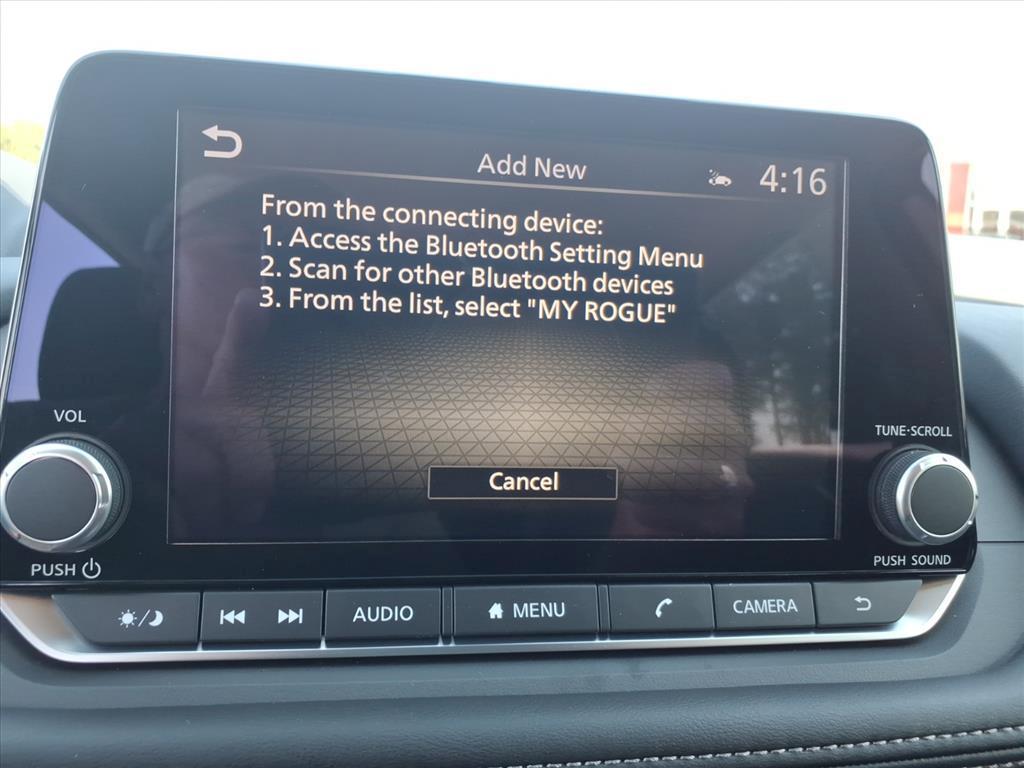 Add New
4:16
From the connecting device:
1. Access the Bluetooth Setting Menu
2. Scan for other Bluetooth devices
3. From the list, select "MY ROGUE"
Cancel
VOL
PUSH
TUNE·SCROLL
PUSH SOUND
AUDIO
MENU
CAMERA